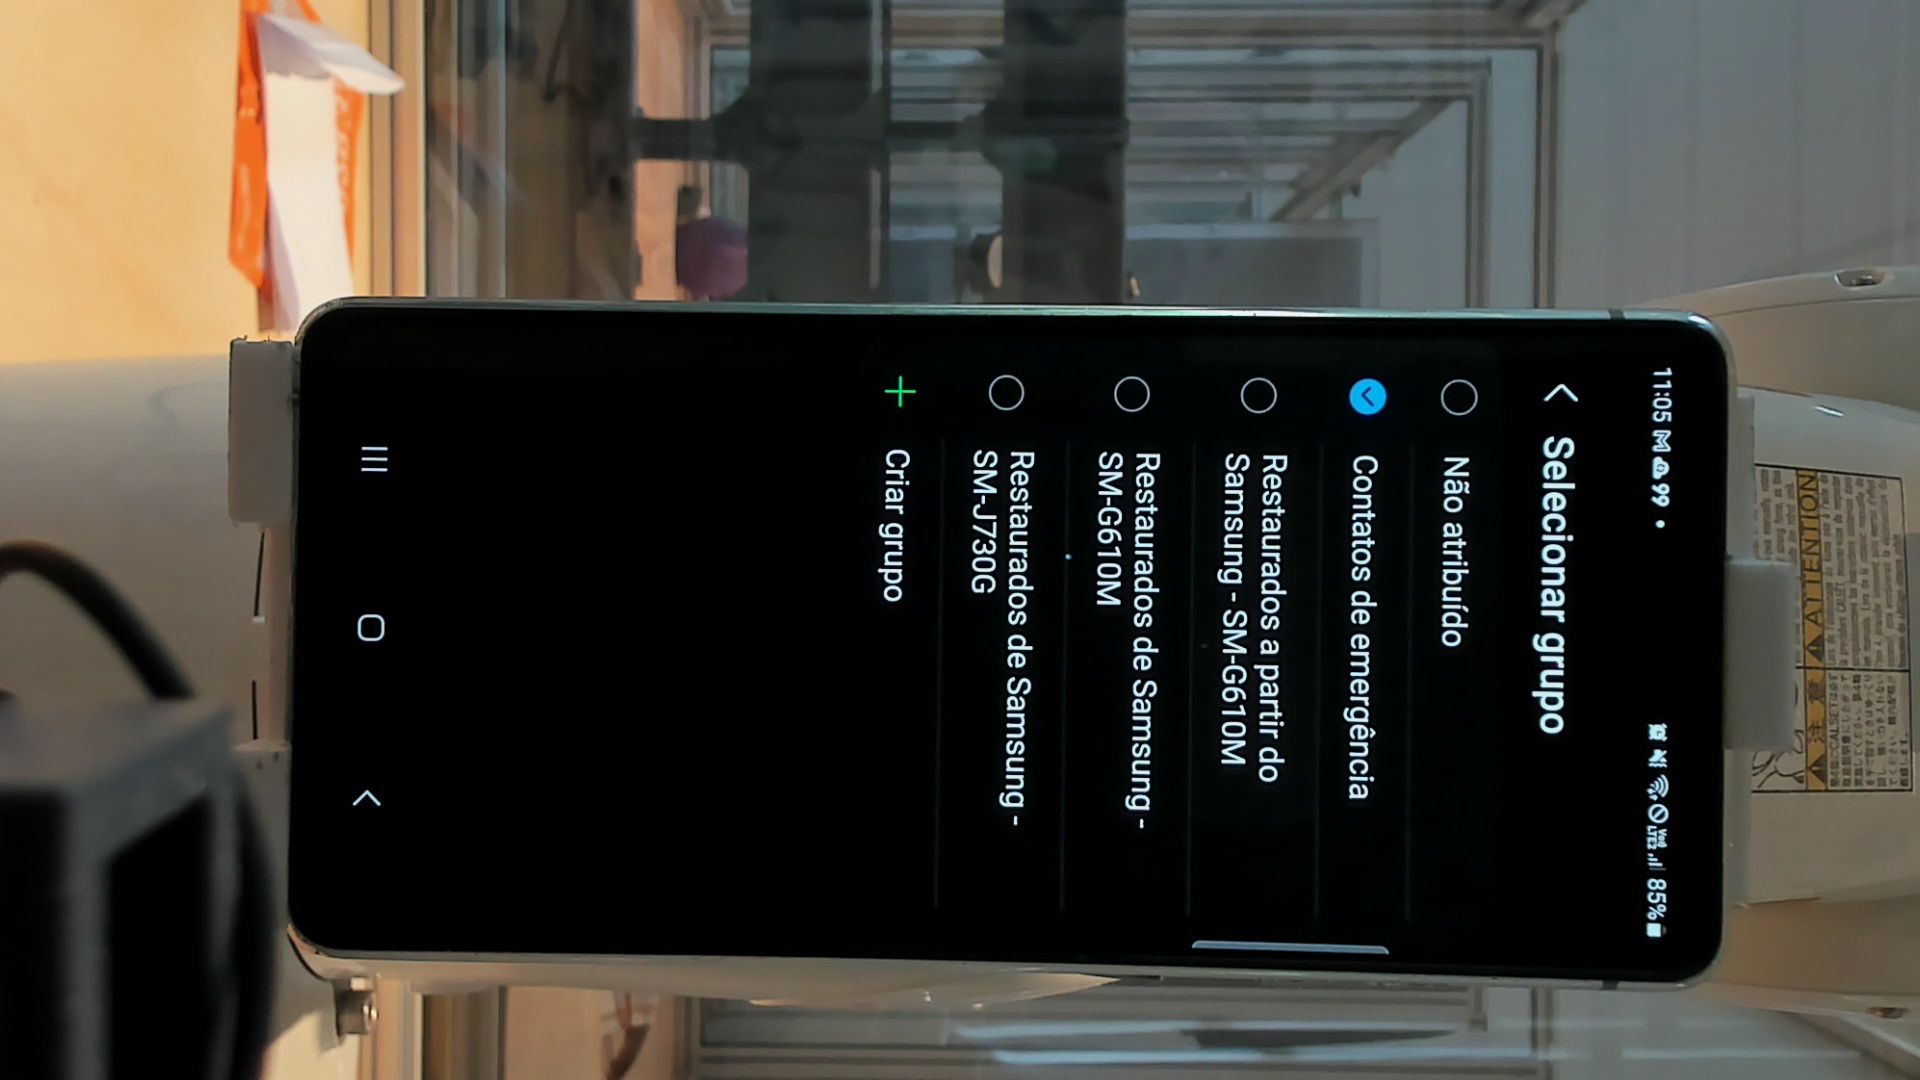 11:05
85%
Selecionar grupo
Não atribuído
Contatos de emergência
Restaurados a partir do
Samsung - SM-G610M
Restaurados de Samsung -
SM-G610M
Restaurados de Samsung -
SM-J730G
Criar grupo
ATTENTION